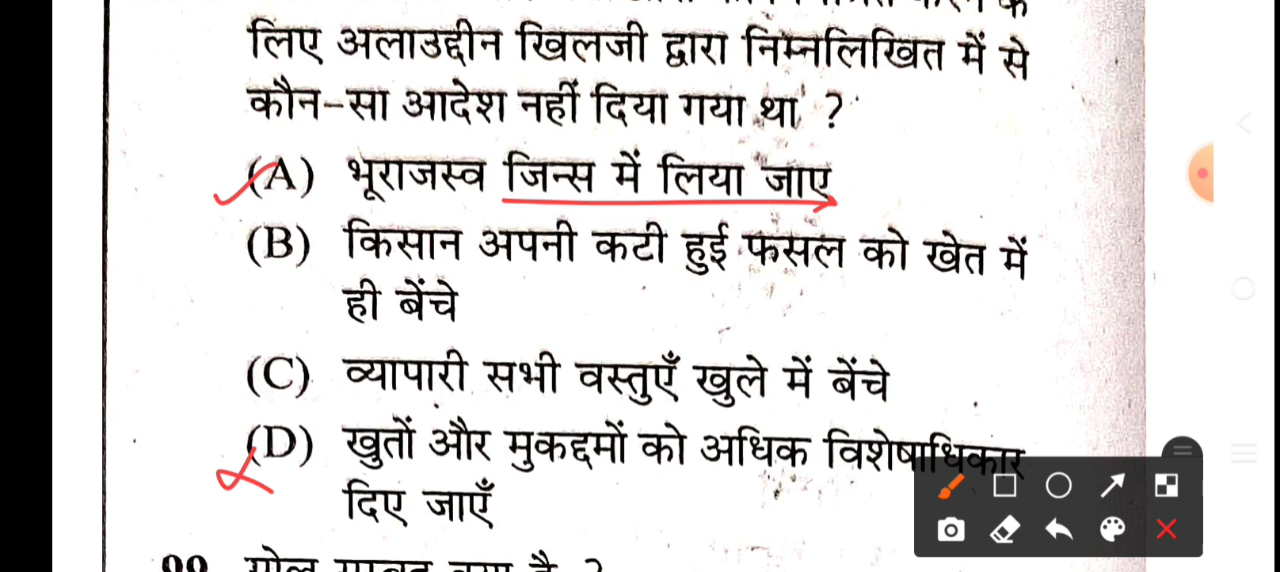 लिए अलाउद्दीन खिलजी द्वारा निम्नलिखित में से
कौन-सा आदेश नहीं दिया गया था ?
(A) भूराजस्व जिन्स में लिया जाए
(B) किसान अपनी कटी हुई फसल को खेत में
ही बेंचे
(C) व्यापारी सभी वस्तुएँ खुले में बेंचे
(D) खुतों और मुकद्दमों को अधिक विशेषाधिकार
दिए जाएँ